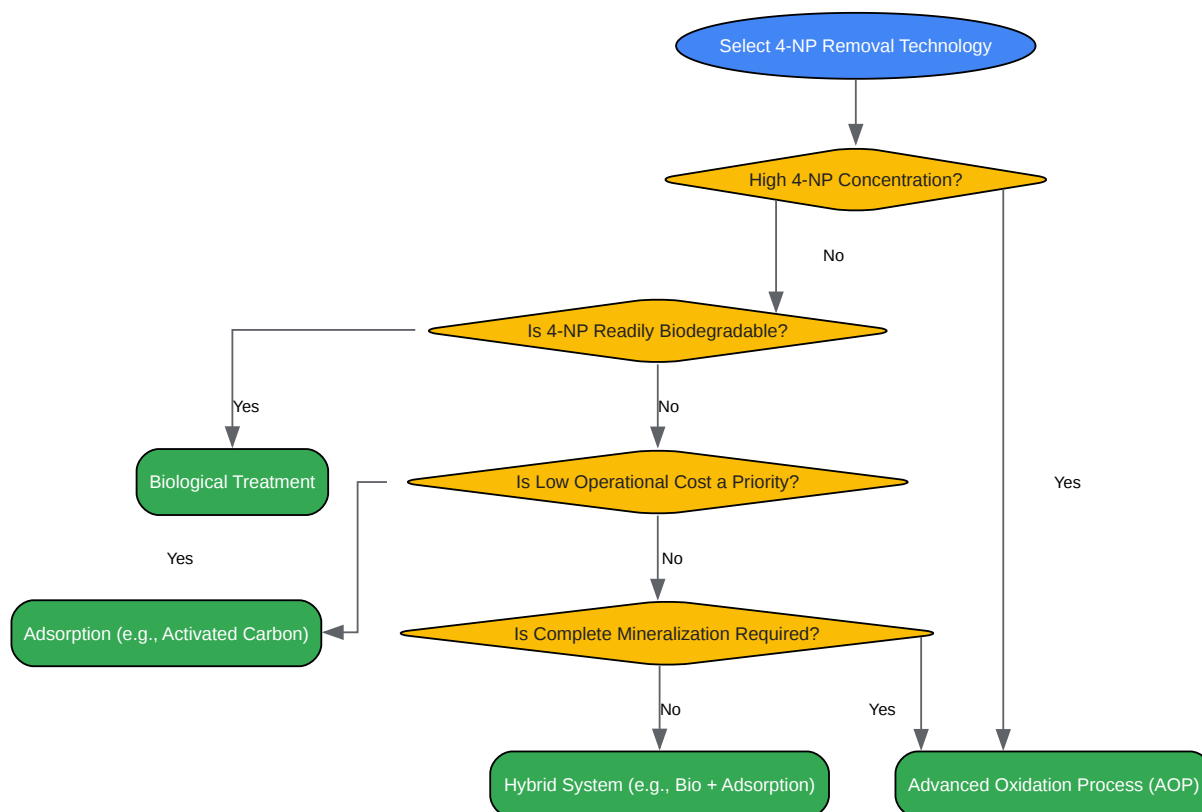 Select 4-NP Removal Technology
High 4-NP Concentration?
No
Is 4-NP Readily Biodegradable?
Yes
No
Biological Treatment
Is Low Operational Cost a Priority?
Yes
Yes
No
Adsorption (e.g., Activated Carbon)
Is Complete Mineralization Required?
No
Yes
Hybrid System (e.g., Bio + Adsorption)
Advanced Oxidation Process (AOP)